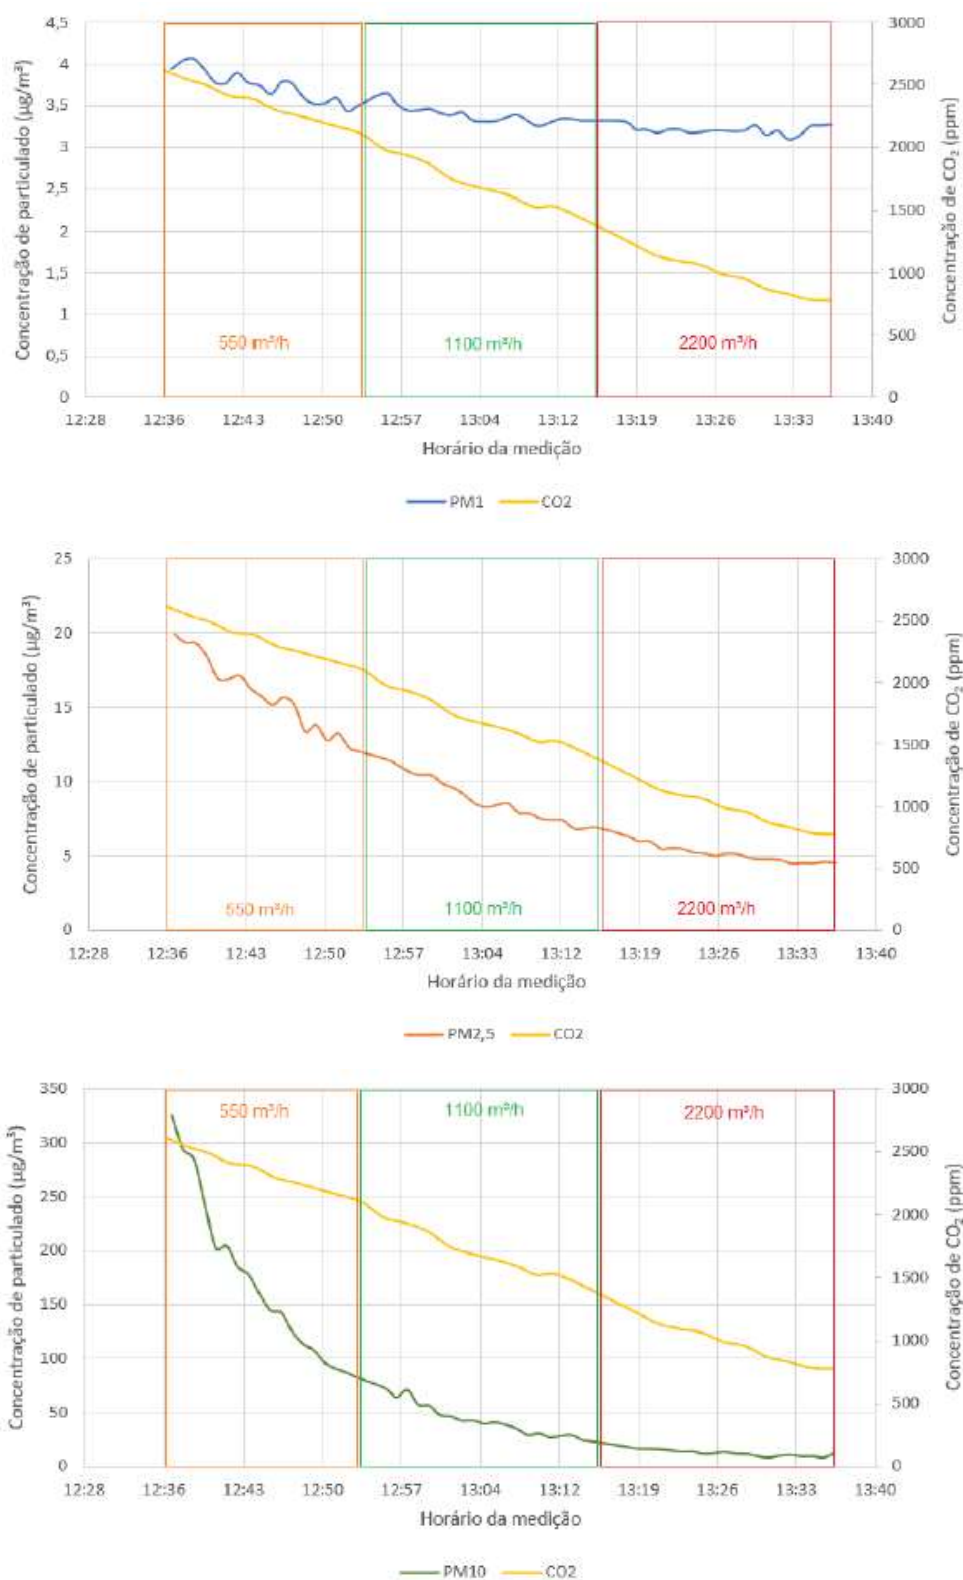 Concentração de particulado (µg/m³)
4,5
4
3,5
3
2,5
2
1,5
1
0,5
0
3000
2500
2000
1500
1000
500
0
Concentração de CO₂ (ppm)
550 m³/h
1100 m³/h
2200 m³/h
12:28 12:36 12:43 12:50 12:57 13:04 13:12 13:19 13:26 13:33 13:40
Horário da medição
PM1 CO2
Concentração de particulado (µg/m³)
25
20
15
10
5
0
3000
2500
2000
1500
1000
500
0
Concentração de CO₂ (ppm)
550 m³/h
1100 m³/h
2200 m³/h
12:28 12:36 12:43 12:50 12:57 13:04 13:12 13:19 13:26 13:33 13:40
Horário da medição
PM2,5 CO2
Concentração de particulado (µg/m³)
350
300
250
200
150
100
50
0
3000
2500
2000
1500
1000
500
0
Concentração de CO₂ (ppm)
550 m³/h
1100 m³/h
2200 m³/h
12:28 12:36 12:43 12:50 12:57 13:04 13:12 13:19 13:26 13:33 13:40
Horário da medição
PM10 CO2